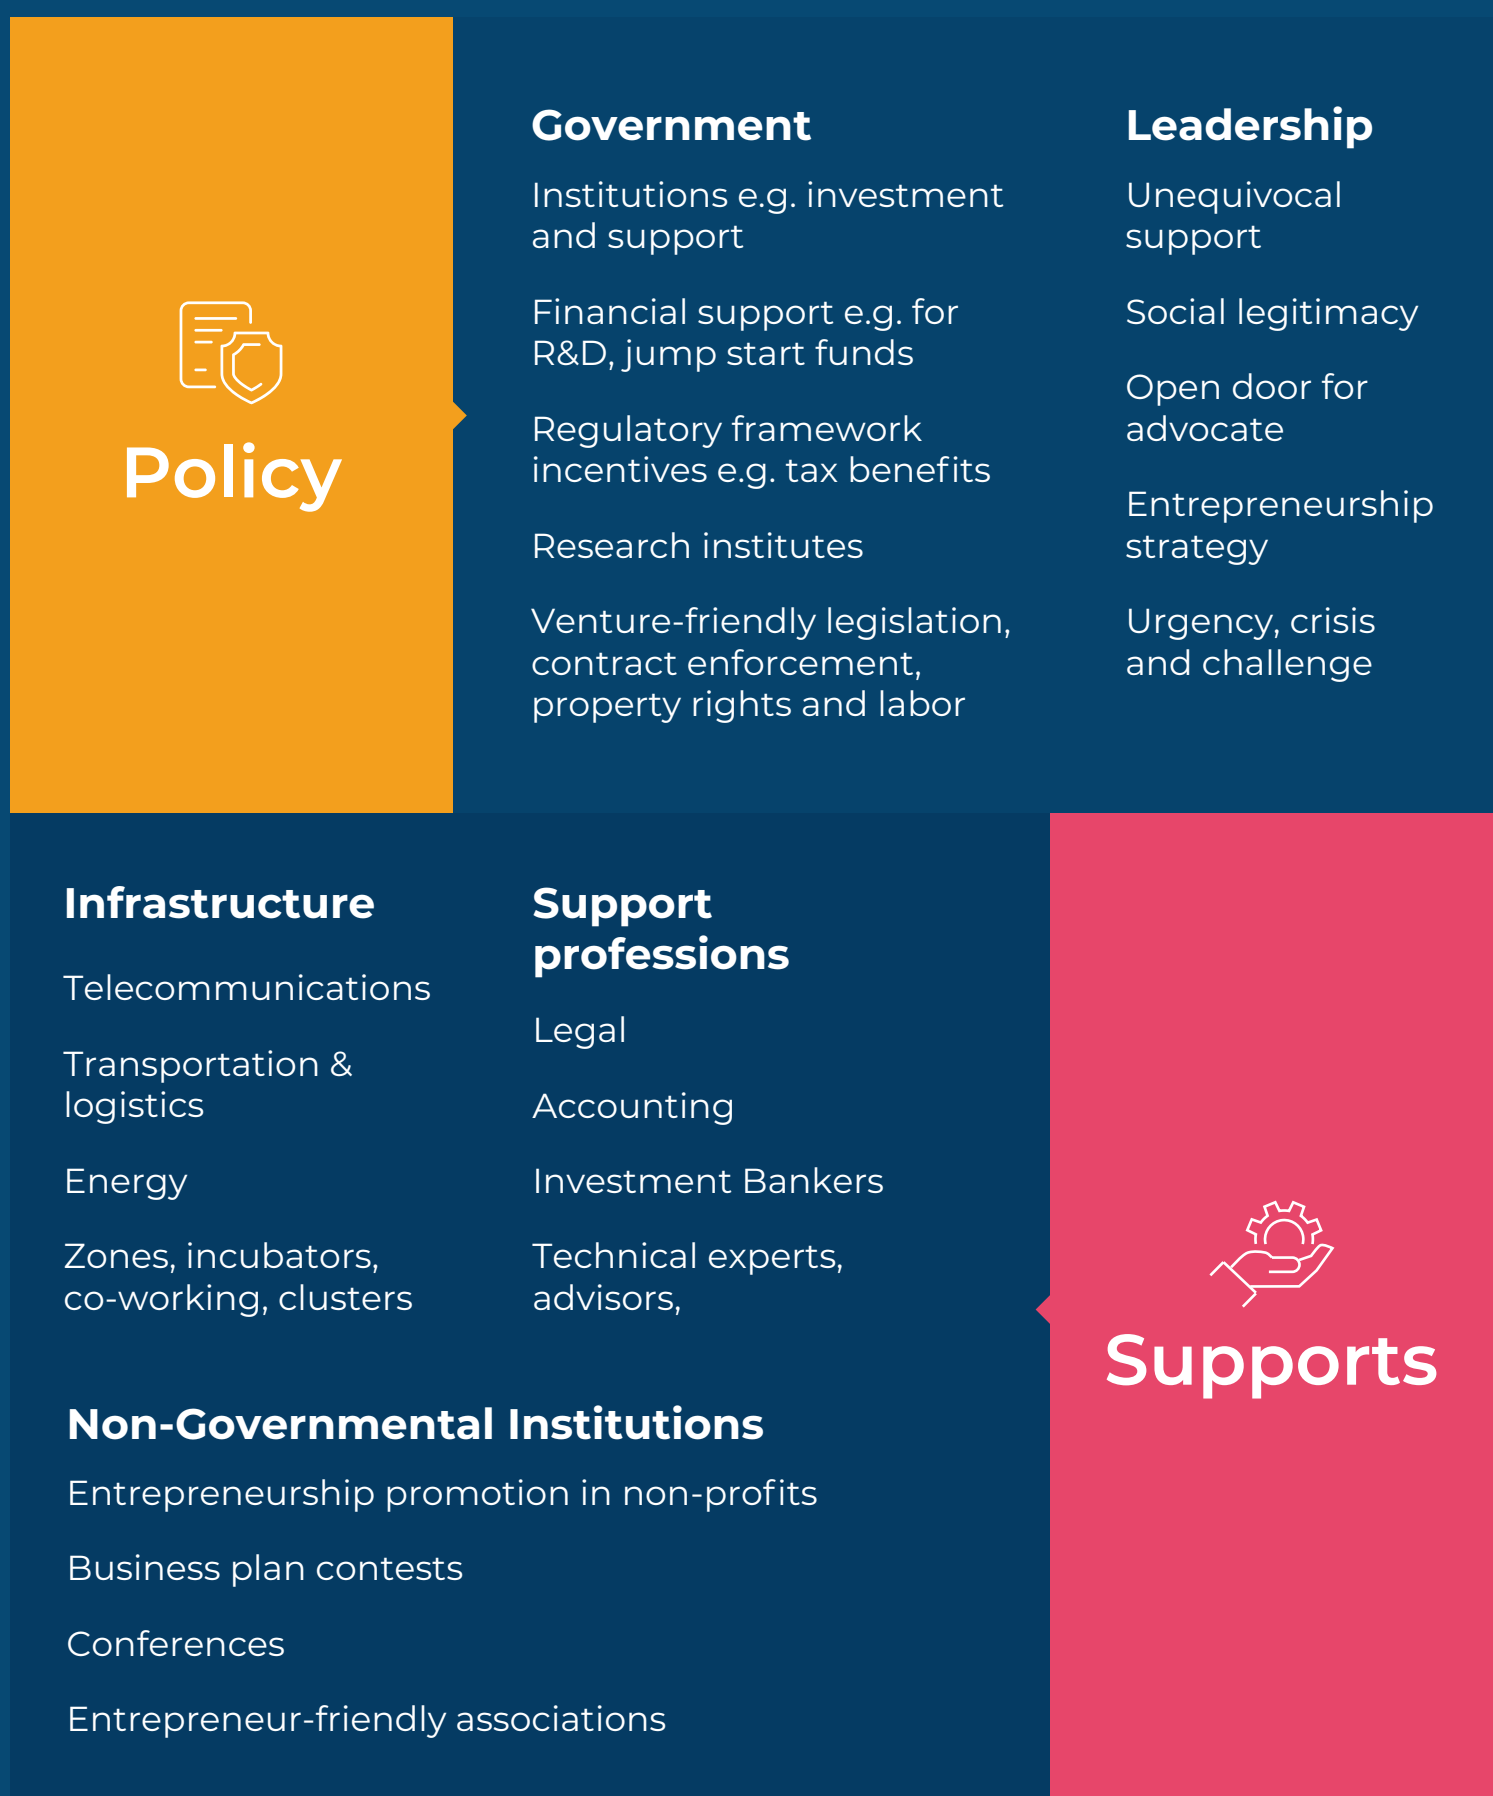 Policy
Government
Institutions e.g. investment
and support
Financial support e.g. for
R&D, jump start funds
Regulatory framework
incentives e.g. tax benefits
Research institutes
Venture-friendly legislation,
contract enforcement,
property rights and labor
Leadership
Unequivocal
support
Social legitimacy
Open door for
advocate
Entrepreneurship
strategy
Urgency, crisis
and challenge
Infrastructure
Telecommunications
Transportation &
logistics
Energy
Zones, incubators,
co-working, clusters
Support
professions
Legal
Accounting
Investment Bankers
Technical experts,
advisors,
Non-Governmental Institutions
Entrepreneurship promotion in non-profits
Business plan contests
Conferences
Entrepreneur-friendly associations
Supports